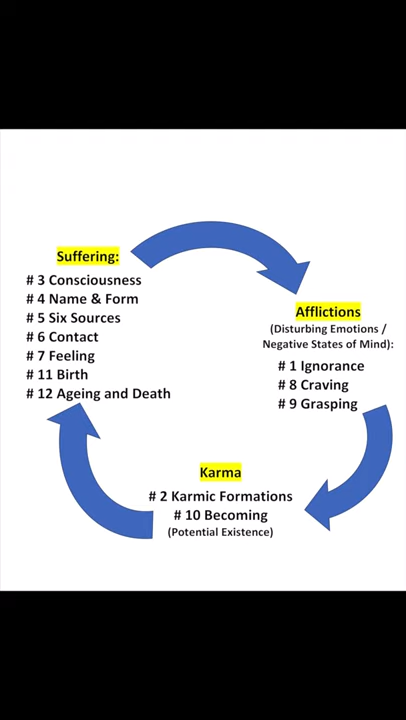 Suffering:
# 3 Consciousness
# 4 Name & Form
# 5 Six Sources
# 6 Contact
# 7 Feeling
# 11 Birth
# 12 Ageing and Death
Afflictions
(Disturbing Emotions /
Negative States of Mind):
# 1 Ignorance
# 8 Craving
# 9 Grasping
Karma
# 2 Karmic Formations
# 10 Becoming
(Potential Existence)